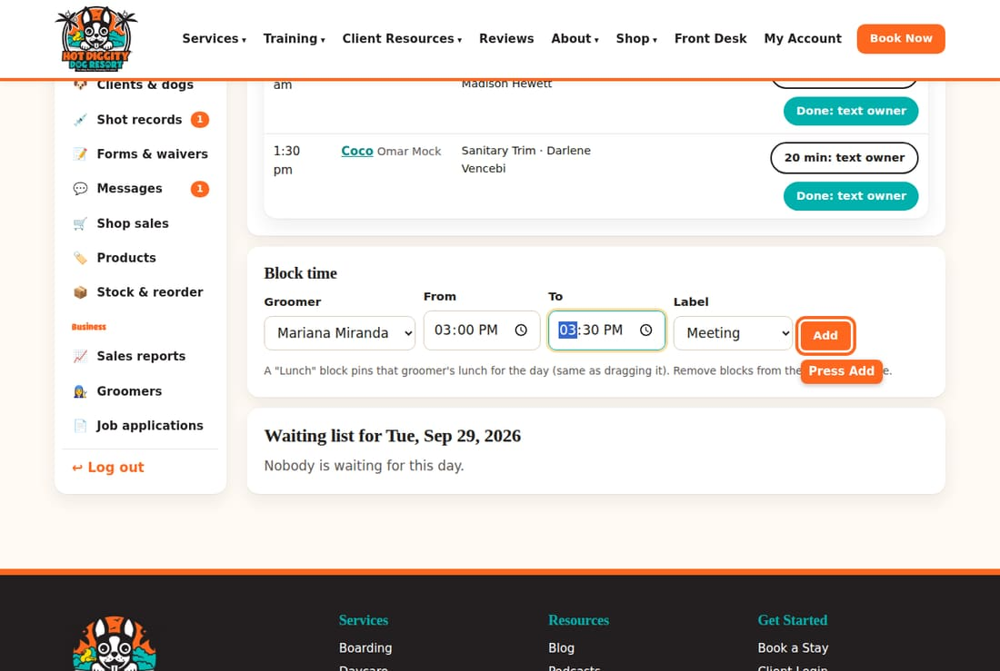 HOT DIGGITY
DOG RESORT
Services ▾
Training ▾
Client Resources ▾
Reviews
About ▾
Shop ▾
Front Desk
My Account
Book Now
Clients & dogs
Shot records 1
Forms & waivers
Messages 1
Shop sales
Products
Stock & reorder
Business
Sales reports
Groomers
Job applications
↩ Log out
am
Madison Hewett
Done: text owner
1:30
pm
Coco Omar Mock
Sanitary Trim · Darlene
Vencebi
20 min: text owner
Done: text owner
Block time
Groomer
From
To
Label
Mariana Miranda
03:00 PM
03:30 PM
Meeting
Add
A "Lunch" block pins that groomer's lunch for the day (same as dragging it). Remove blocks from the
e.
Press Add
Waiting list for Tue, Sep 29, 2026
Nobody is waiting for this day.
Services
Boarding
Daycare
Resources
Blog
Podcasts
Get Started
Book a Stay
Client Login